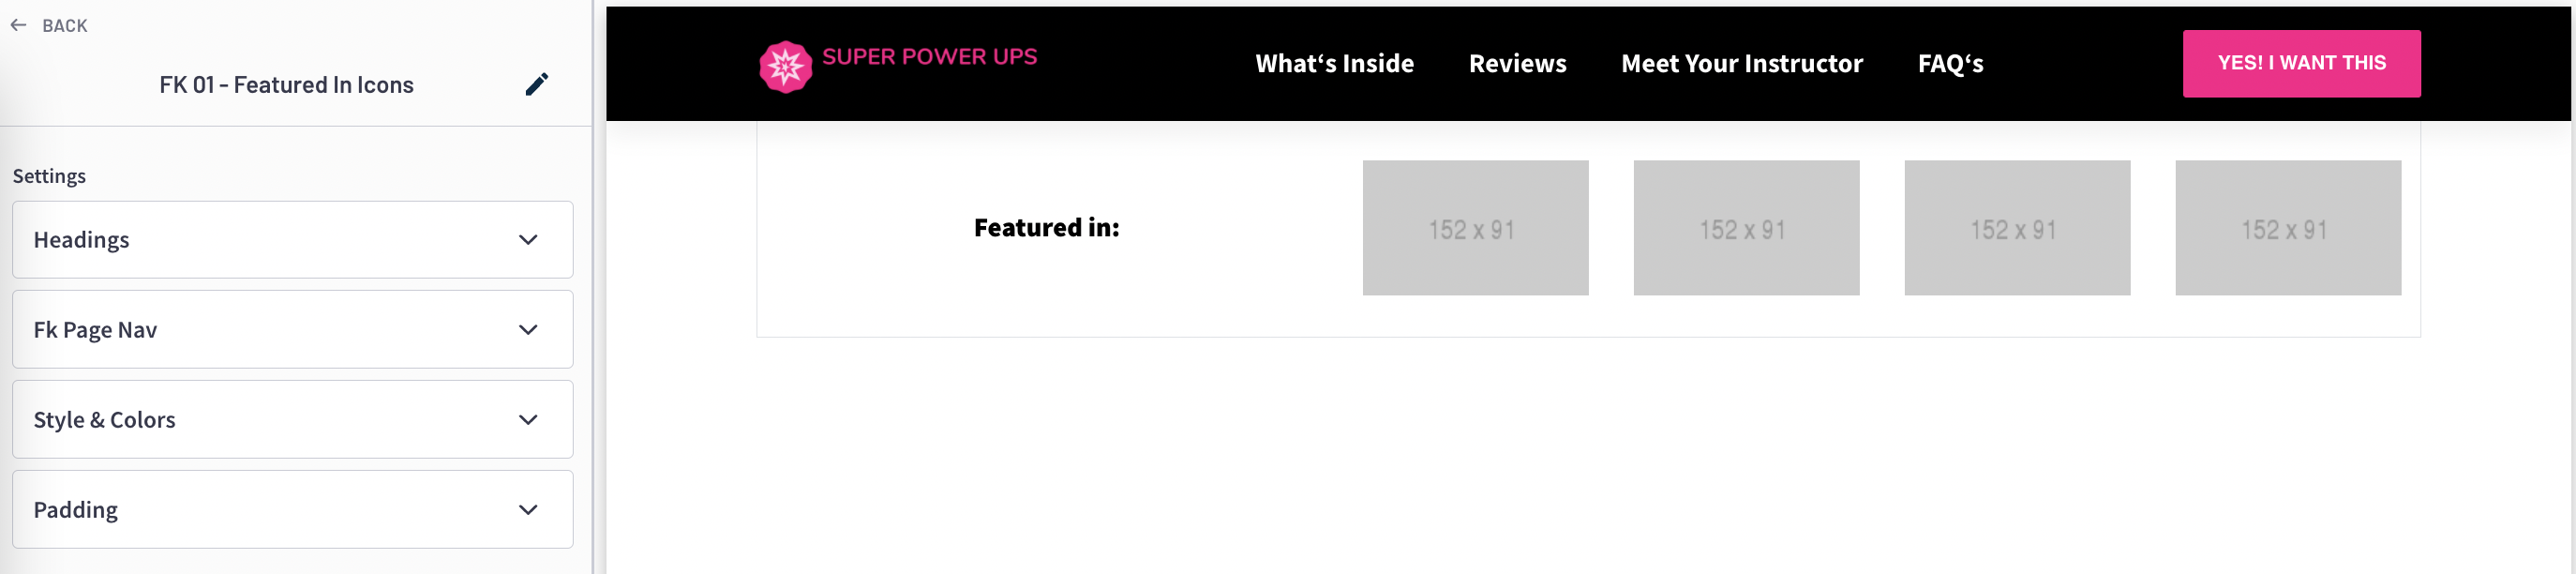 BACK
FK 01 - Featured In Icons
Settings
Headings
Fk Page Nav
Style & Colors
Padding
SUPER POWER UPS
What‘s Inside Reviews Meet Your Instructor FAQ‘s
YES! I WANT THIS
Featured in:
152 x 91 152 x 91 152 x 91 152 x 91